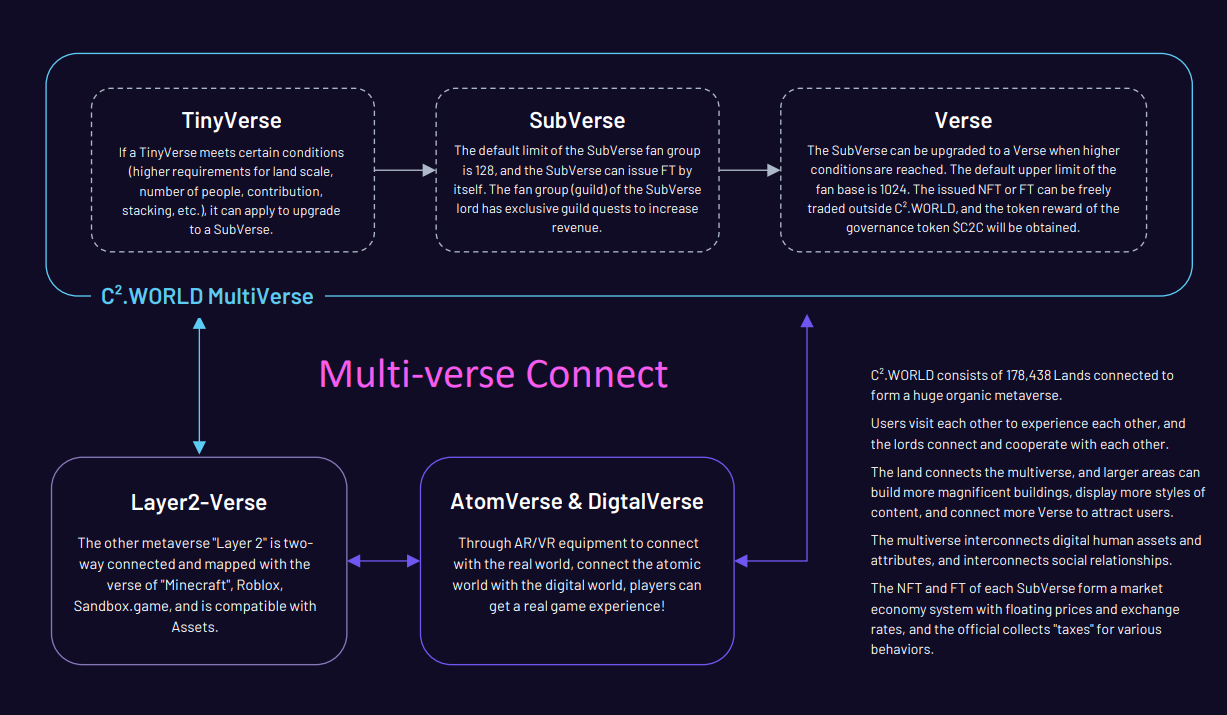 TinyVerse
If a TinyVerse meets certain conditions
(higher requirements for land scale,
number of people, contribution,
stacking, etc.), it can apply to upgrade
to a SubVerse.
SubVerse
The default limit of the SubVerse fan group
is 128, and the SubVerse can issue FT by
itself. The fan group (guild) of the SubVerse
lord has exclusive guild quests to increase
revenue.
Verse
The SubVerse can be upgraded to a Verse when higher
conditions are reached. The default upper limit of the
fan base is 1024. The issued NFT or FT can be freely
traded outside C².WORLD, and the token reward of the
governance token $C2C will be obtained.
C².WORLD MultiVerse
Multi-verse Connect
Layer2-Verse
The other metaverse "Layer 2" is two-
way connected and mapped with the
verse of "Minecraft", Roblox,
Sandbox.game, and is compatible with
Assets.
AtomVerse & DigtalVerse
Through AR/VR equipment to connect
with the real world, connect the atomic
world with the digital world, players can
get a real game experience!
C².WORLD consists of 178,438 Lands connected to
form a huge organic metaverse.
Users visit each other to experience each other, and
the lords connect and cooperate with each other.
The land connects the multiverse, and larger areas can
build more magnificent buildings, display more styles of
content, and connect more Verse to attract users.
The multiverse interconnects digital human assets and
attributes, and interconnects social relationships.
The NFT and FT of each SubVerse form a market
economy system with floating prices and exchange
rates, and the official collects "taxes" for various
behaviors.